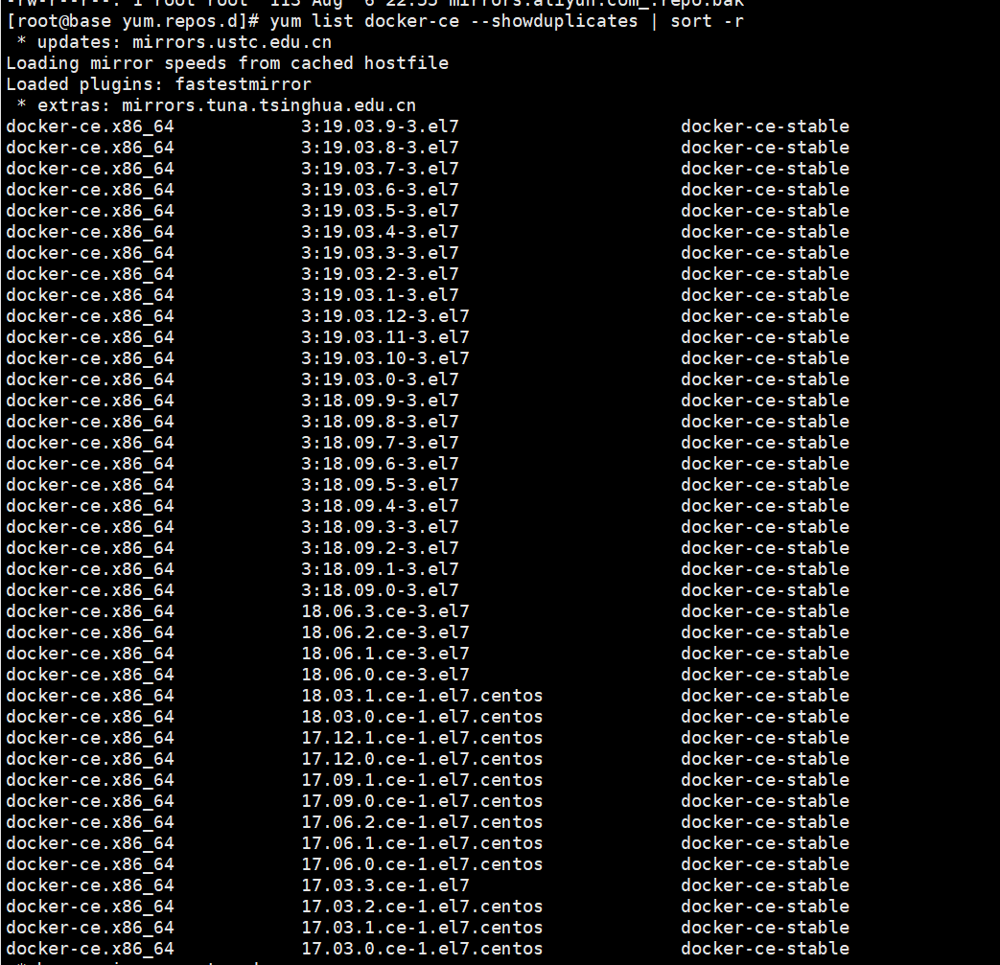 -rw-r--r--. 1 root root 113 Aug 6 22:55 mirrors.aliyun.com_.repo.bak
[root@base yum.repos.d]# yum list docker-ce --showduplicates | sort -r
 * updates: mirrors.ustc.edu.cn
Loading mirror speeds from cached hostfile
Loaded plugins: fastestmirror
 * extras: mirrors.tuna.tsinghua.edu.cn
docker-ce.x86_64 3:19.03.9-3.el7 docker-ce-stable
docker-ce.x86_64 3:19.03.8-3.el7 docker-ce-stable
docker-ce.x86_64 3:19.03.7-3.el7 docker-ce-stable
docker-ce.x86_64 3:19.03.6-3.el7 docker-ce-stable
docker-ce.x86_64 3:19.03.5-3.el7 docker-ce-stable
docker-ce.x86_64 3:19.03.4-3.el7 docker-ce-stable
docker-ce.x86_64 3:19.03.3-3.el7 docker-ce-stable
docker-ce.x86_64 3:19.03.2-3.el7 docker-ce-stable
docker-ce.x86_64 3:19.03.1-3.el7 docker-ce-stable
docker-ce.x86_64 3:19.03.12-3.el7 docker-ce-stable
docker-ce.x86_64 3:19.03.11-3.el7 docker-ce-stable
docker-ce.x86_64 3:19.03.10-3.el7 docker-ce-stable
docker-ce.x86_64 3:19.03.0-3.el7 docker-ce-stable
docker-ce.x86_64 3:18.09.9-3.el7 docker-ce-stable
docker-ce.x86_64 3:18.09.8-3.el7 docker-ce-stable
docker-ce.x86_64 3:18.09.7-3.el7 docker-ce-stable
docker-ce.x86_64 3:18.09.6-3.el7 docker-ce-stable
docker-ce.x86_64 3:18.09.5-3.el7 docker-ce-stable
docker-ce.x86_64 3:18.09.4-3.el7 docker-ce-stable
docker-ce.x86_64 3:18.09.3-3.el7 docker-ce-stable
docker-ce.x86_64 3:18.09.2-3.el7 docker-ce-stable
docker-ce.x86_64 3:18.09.1-3.el7 docker-ce-stable
docker-ce.x86_64 3:18.09.0-3.el7 docker-ce-stable
docker-ce.x86_64 18.06.3.ce-3.el7 docker-ce-stable
docker-ce.x86_64 18.06.2.ce-3.el7 docker-ce-stable
docker-ce.x86_64 18.06.1.ce-3.el7 docker-ce-stable
docker-ce.x86_64 18.06.0.ce-3.el7 docker-ce-stable
docker-ce.x86_64 18.03.1.ce-1.el7.centos docker-ce-stable
docker-ce.x86_64 18.03.0.ce-1.el7.centos docker-ce-stable
docker-ce.x86_64 17.12.1.ce-1.el7.centos docker-ce-stable
docker-ce.x86_64 17.12.0.ce-1.el7.centos docker-ce-stable
docker-ce.x86_64 17.09.1.ce-1.el7.centos docker-ce-stable
docker-ce.x86_64 17.09.0.ce-1.el7.centos docker-ce-stable
docker-ce.x86_64 17.06.2.ce-1.el7.centos docker-ce-stable
docker-ce.x86_64 17.06.1.ce-1.el7.centos docker-ce-stable
docker-ce.x86_64 17.06.0.ce-1.el7.centos docker-ce-stable
docker-ce.x86_64 17.03.3.ce-1.el7 docker-ce-stable
docker-ce.x86_64 17.03.2.ce-1.el7.centos docker-ce-stable
docker-ce.x86_64 17.03.1.ce-1.el7.centos docker-ce-stable
docker-ce.x86_64 17.03.0.ce-1.el7.centos docker-ce-stable